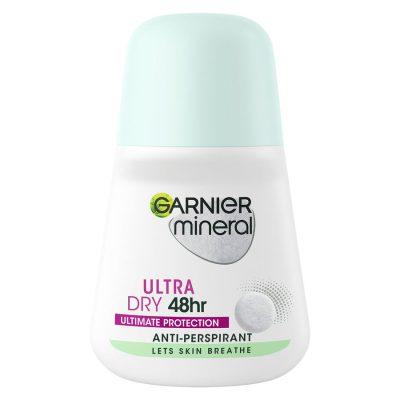 GARNIER
mineral
ULTRA
DRY 48hr
ULTIMATE PROTECTION
ANTI-PERSPIRANT
LETS SKIN BREATHE